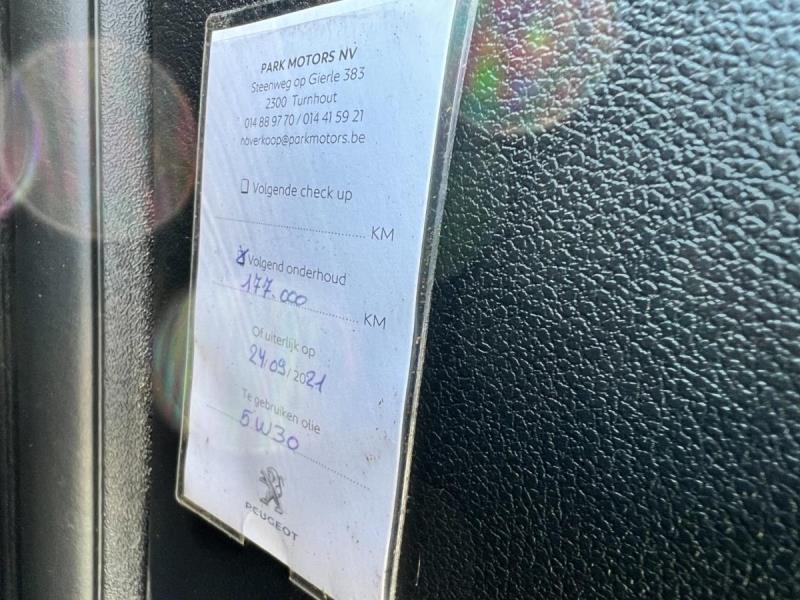 PARK MOTORS NV
Steenweg op Gierle 383
2300 Turnhout
014 88 97 70 / 014 41 59 21
nbverkoop@parkmotors.be
Volgende check up
KM
Volgend onderhoud
177.000
KM
Of uiterlijk op
24/09/2021
Te gebruiken olie
5W30
PEUGEOT